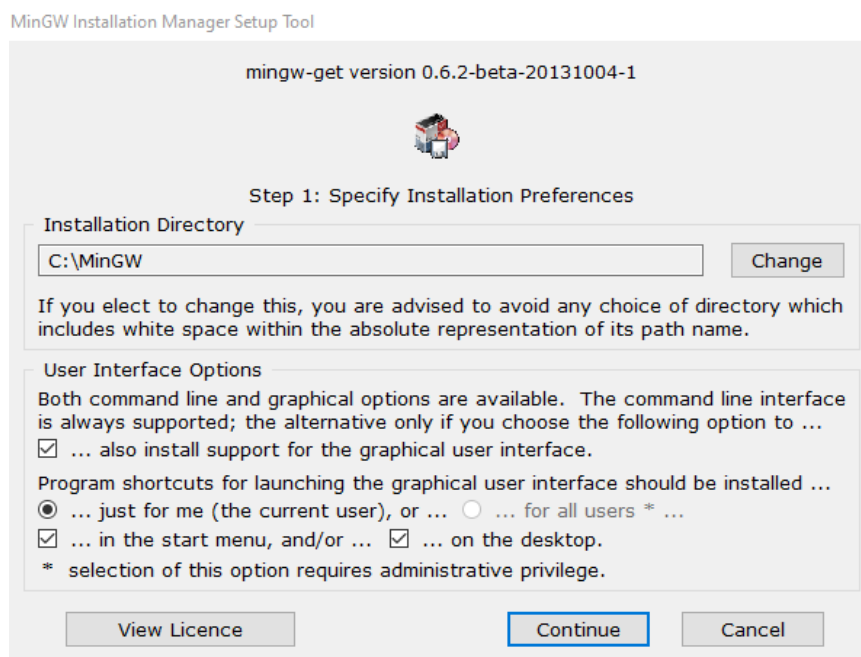 MinGW Installation Manager Setup Tool
mingw-get version 0.6.2-beta-20131004-1
Step 1: Specify Installation Preferences
Installation Directory
C:\MinGW
Change
If you elect to change this, you are advised to avoid any choice of directory which
includes white space within the absolute representation of its path name.
User Interface Options
Both command line and graphical options are available.  The command line interface
is always supported; the alternative only if you choose the following option to ...
... also install support for the graphical user interface.
Program shortcuts for launching the graphical user interface should be installed ...
... just for me (the current user), or ... ... for all users * ...
... in the start menu, and/or ... ... on the desktop.
* selection of this option requires administrative privilege.
View Licence Continue Cancel